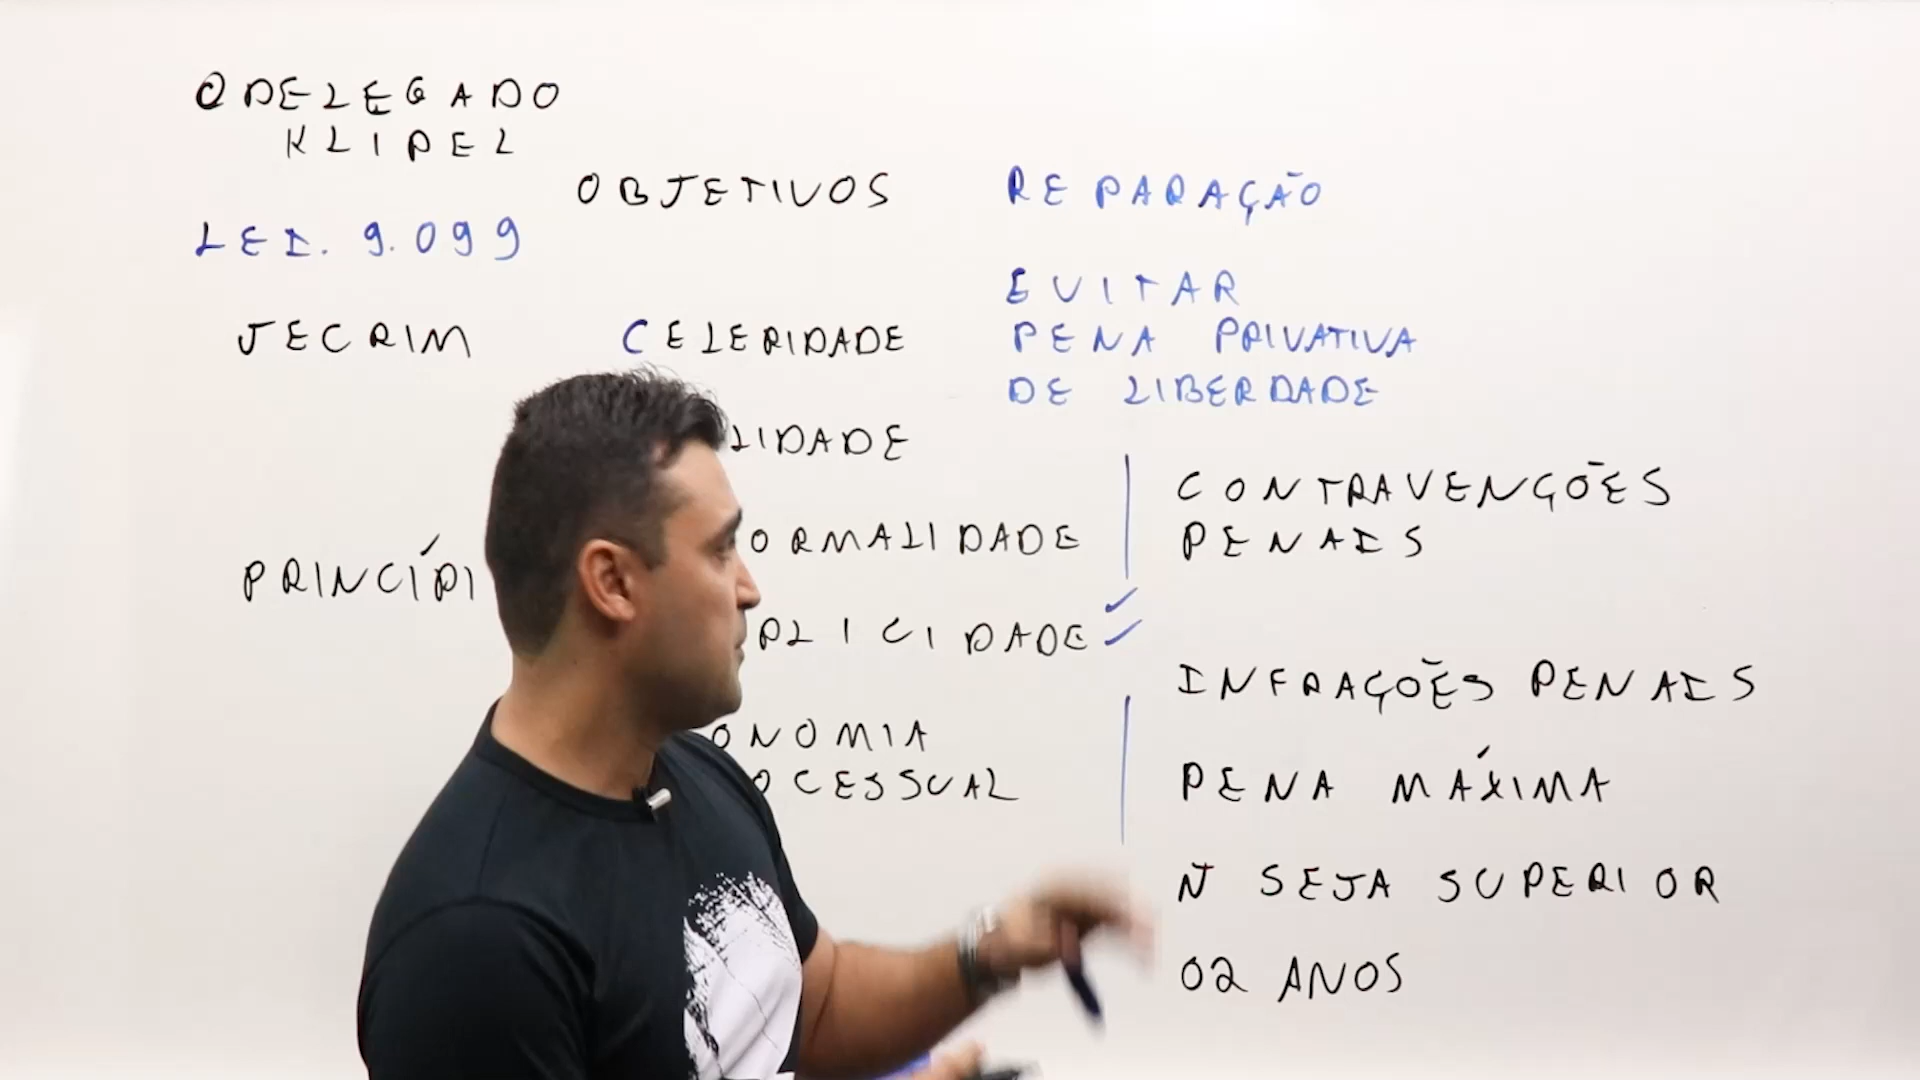 @DELEGADO
KLIPEL
LEI. 9.099
JECRIM
PRINCÍPI
OBJETIVOS
CELERIDADE
LIDADE
ORMALIDADE
PLICIDADE
ONOMIA
OCESSUAL
REPARAÇÃO
EVITAR
PENA PRIVATIVA
DE LIBERDADE
CONTRAVENÇÕES
PENAIS
INFRAÇÕES PENAIS
PENA MÁXIMA
Ñ SEJA SUPERIOR
02 ANOS